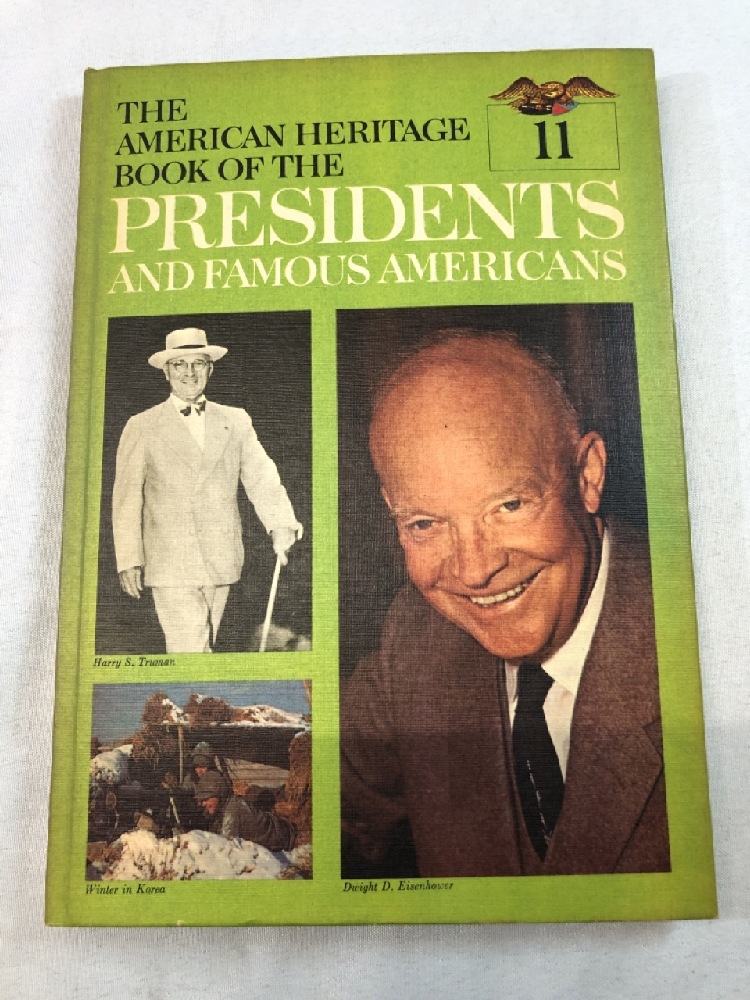 THE
AMERICAN HERITAGE
BOOK OF THE
11
PRESIDENTS
AND FAMOUS AMERICANS
Harry S. Truman
Winter in Korea
Dwight D. Eisenhower